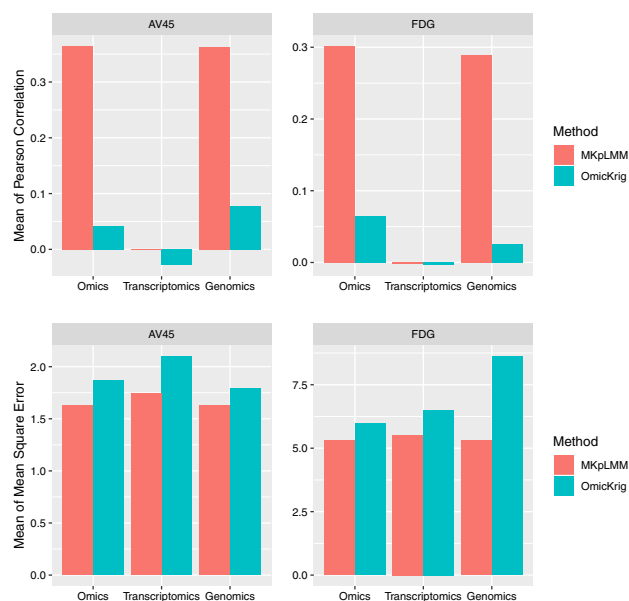 AV45
FDG
Mean of Pearson Correlation
0.3
0.2
0.1
0.0
0.3
0.2
0.1
0.0
Omics Transcriptomics Genomics
Omics Transcriptomics Genomics
Method
MKpLMM
OmicKrig
AV45
FDG
Mean of Mean Square Error
2.0
1.5
1.0
0.5
0.0
7.5
5.0
2.5
0.0
Omics Transcriptomics Genomics
Omics Transcriptomics Genomics
Method
MKpLMM
OmicKrig